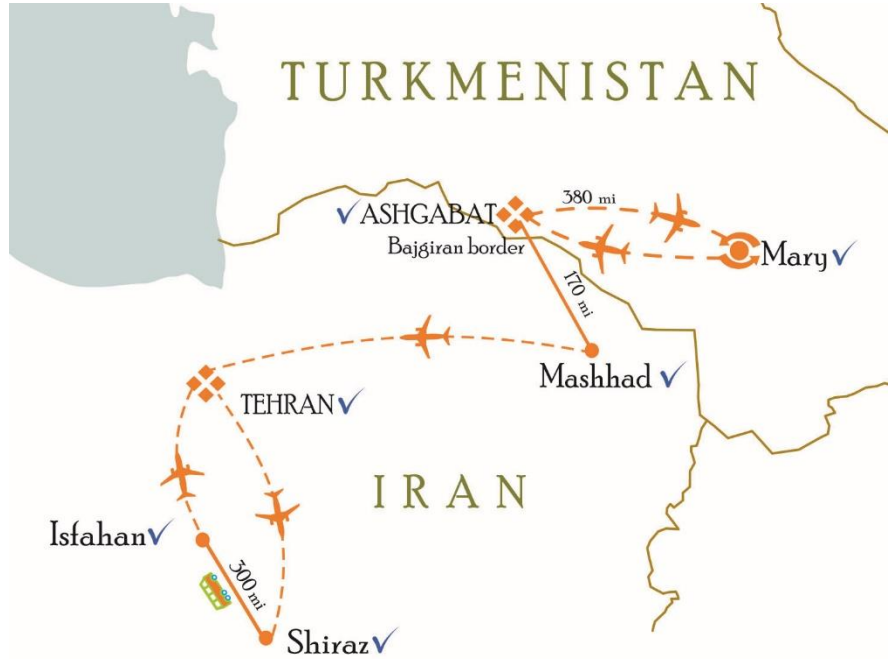 TURKMENISTAN
380 mi
ASHGABAT
Bajgiran border
Mary
170 mi
Mashhad
TEHRAN
IRAN
Isfahan
300 mi
Shiraz